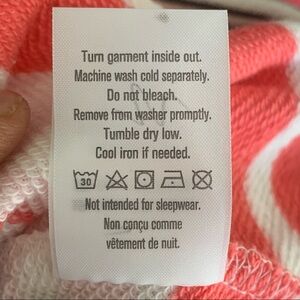 Turn garment inside out.
Machine wash cold separately.
Do not bleach.
Remove from washer promptly.
Tumble dry low.
Cool iron if needed.
30
Not intended for sleepwear.
Non conçu comme
vêtement de nuit.